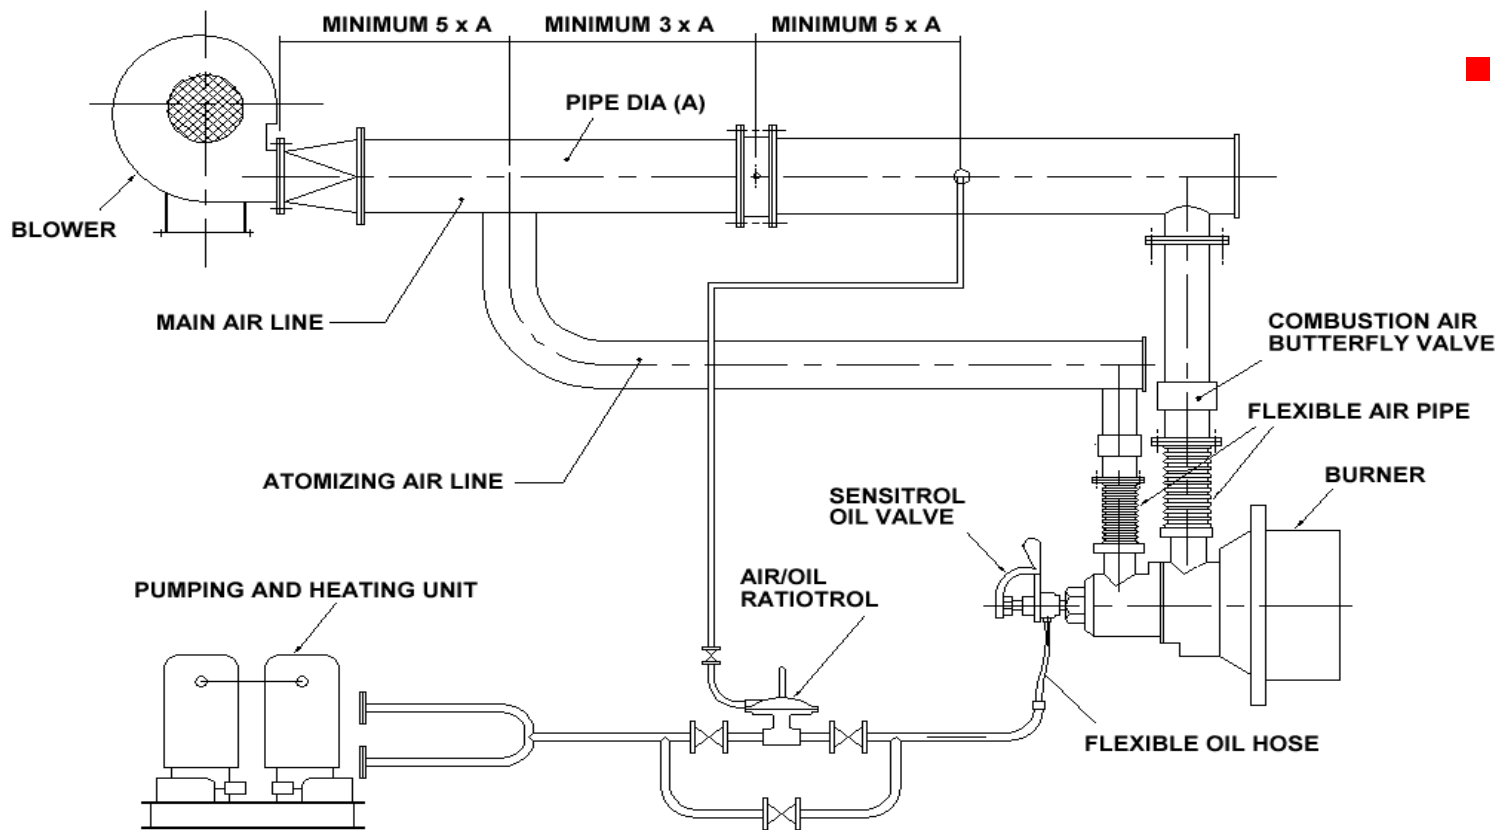 MINIMUM 5 x A
MINIMUM 3 x A
MINIMUM 5 x A
PIPE DIA (A)
BLOWER
MAIN AIR LINE
COMBUSTION AIR
BUTTERFLY VALVE
FLEXIBLE AIR PIPE
ATOMIZING AIR LINE
SENSITROL
OIL VALVE
BURNER
PUMPING AND HEATING UNIT
AIR/OIL
RATIOTROL
FLEXIBLE OIL HOSE